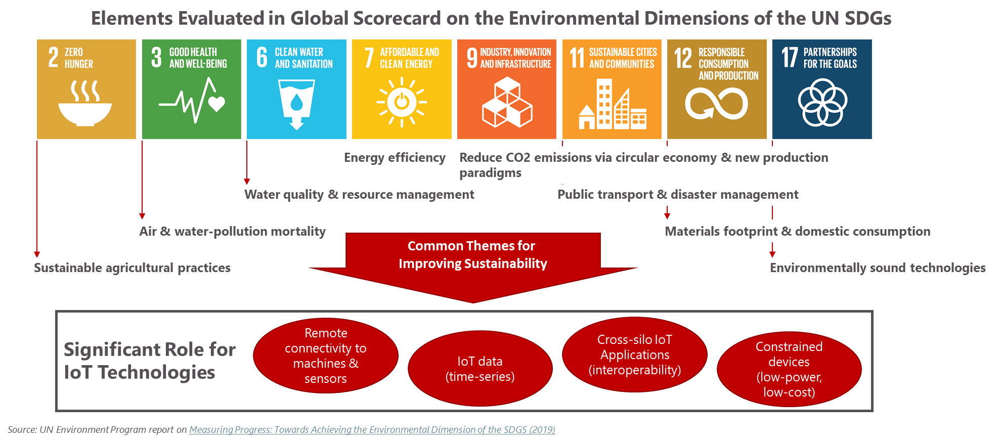 Elements Evaluated in Global Scorecard on the Environmental Dimensions of the UN SDGs
2 ZERO
HUNGER
3 GOOD HEALTH
AND WELL-BEING
6 CLEAN WATER
AND SANITATION
7 AFFORDABLE AND
CLEAN ENERGY
9 INDUSTRY, INNOVATION
AND INFRASTRUCTURE
11 SUSTAINABLE CITIES
AND COMMUNITIES
12 RESPONSIBLE
CONSUMPTION
AND PRODUCTION
17 PARTNERSHIPS
FOR THE GOALS
Energy efficiency
Reduce CO2 emissions via circular economy & new production
paradigms
Water quality & resource management
Public transport & disaster management
Air & water-pollution mortality
Materials footprint & domestic consumption
Sustainable agricultural practices
Environmentally sound technologies
Common Themes for
Improving Sustainability
Significant Role for
IoT Technologies
Remote
connectivity to
machines &
sensors
IoT data
(time-series)
Cross-silo IoT
Applications
(interoperability)
Constrained
devices
(low-power,
low-cost)
Source: UN Environment Program report on Measuring Progress: Towards Achieving the Environmental Dimension of the SDGS (2019)